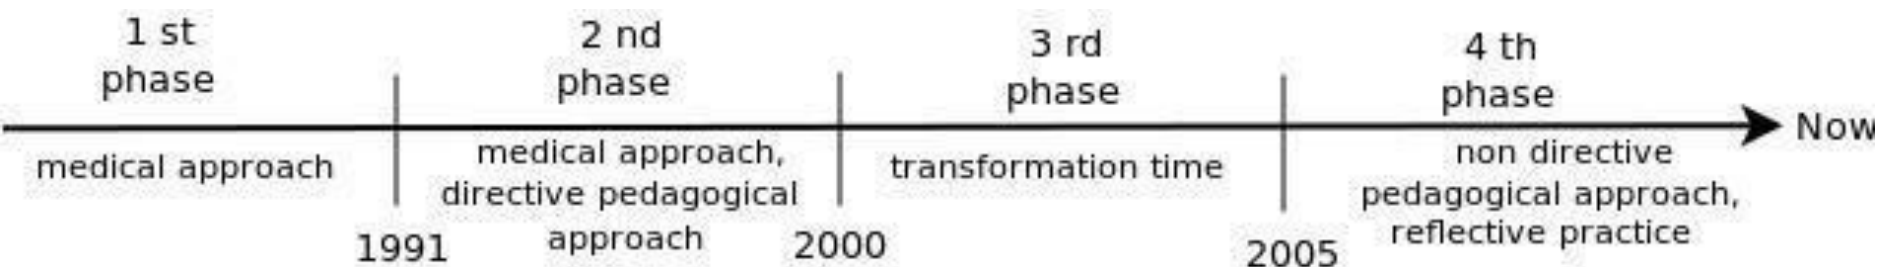 1 st
phase
2 nd
phase
3 rd
phase
4 th
phase
Now
medical approach
medical approach,
directive pedagogical
approach
transformation time
non directive
pedagogical approach,
reflective practice
1991
2000
2005